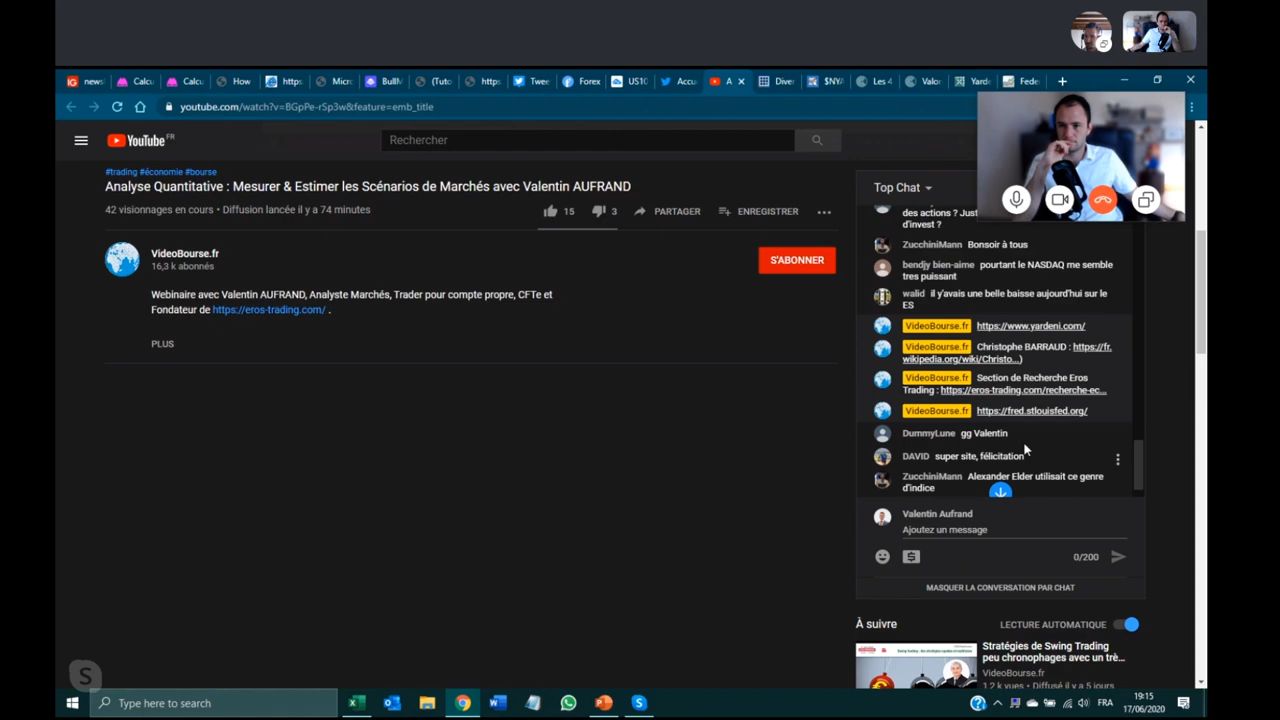 news
Calcu
Calcu
How
https
Micro
BullM
(Tuto
https
Twee
Forex
US10
Accu
A
Diver
$NYA
Les 4
Valor
Yarde
Fede
youtube.com/watch?v=BGpPe-rSp3w&feature=emb_title
YouTube FR
Rechercher
#trading #économie #bourse
Analyse Quantitative : Mesurer & Estimer les Scénarios de Marchés avec Valentin AUFRAND
42 visionnages en cours • Diffusion lancée il y a 74 minutes
15
3
PARTAGER
ENREGISTRER
VideoBourse.fr
16,3 k abonnés
S'ABONNER
Webinaire avec Valentin AUFRAND, Analyste Marchés, Trader pour compte propre, CFTe et
Fondateur de https://eros-trading.com/ .
PLUS
Top Chat
des actions ? Just
d'invest ?
ZucchiniMann Bonsoir à tous
bendjy bien-aime pourtant le NASDAQ me semble
tres puissant
walid il y'avais une belle baisse aujourd'hui sur le
ES
VideoBourse.fr https://www.yardeni.com/
VideoBourse.fr Christophe BARRAUD : https://fr.
wikipedia.org/wiki/Christo...)
VideoBourse.fr Section de Recherche Eros
Trading : https://eros-trading.com/recherche-ec...
VideoBourse.fr https://fred.stlouisfed.org/
DummyLune gg Valentin
DAVID super site, félicitation
ZucchiniMann Alexander Elder utilisait ce genre
d'indice
Valentin Aufrand
Ajoutez un message
0/200
MASQUER LA CONVERSATION PAR CHAT
À suivre
LECTURE AUTOMATIQUE
Stratégies de Swing Trading
peu chronophages avec un trè...
VideoBourse.fr
1,2 k vues • Diffusé il y a 5 jours
Type here to search
FRA
19:15
17/06/2020